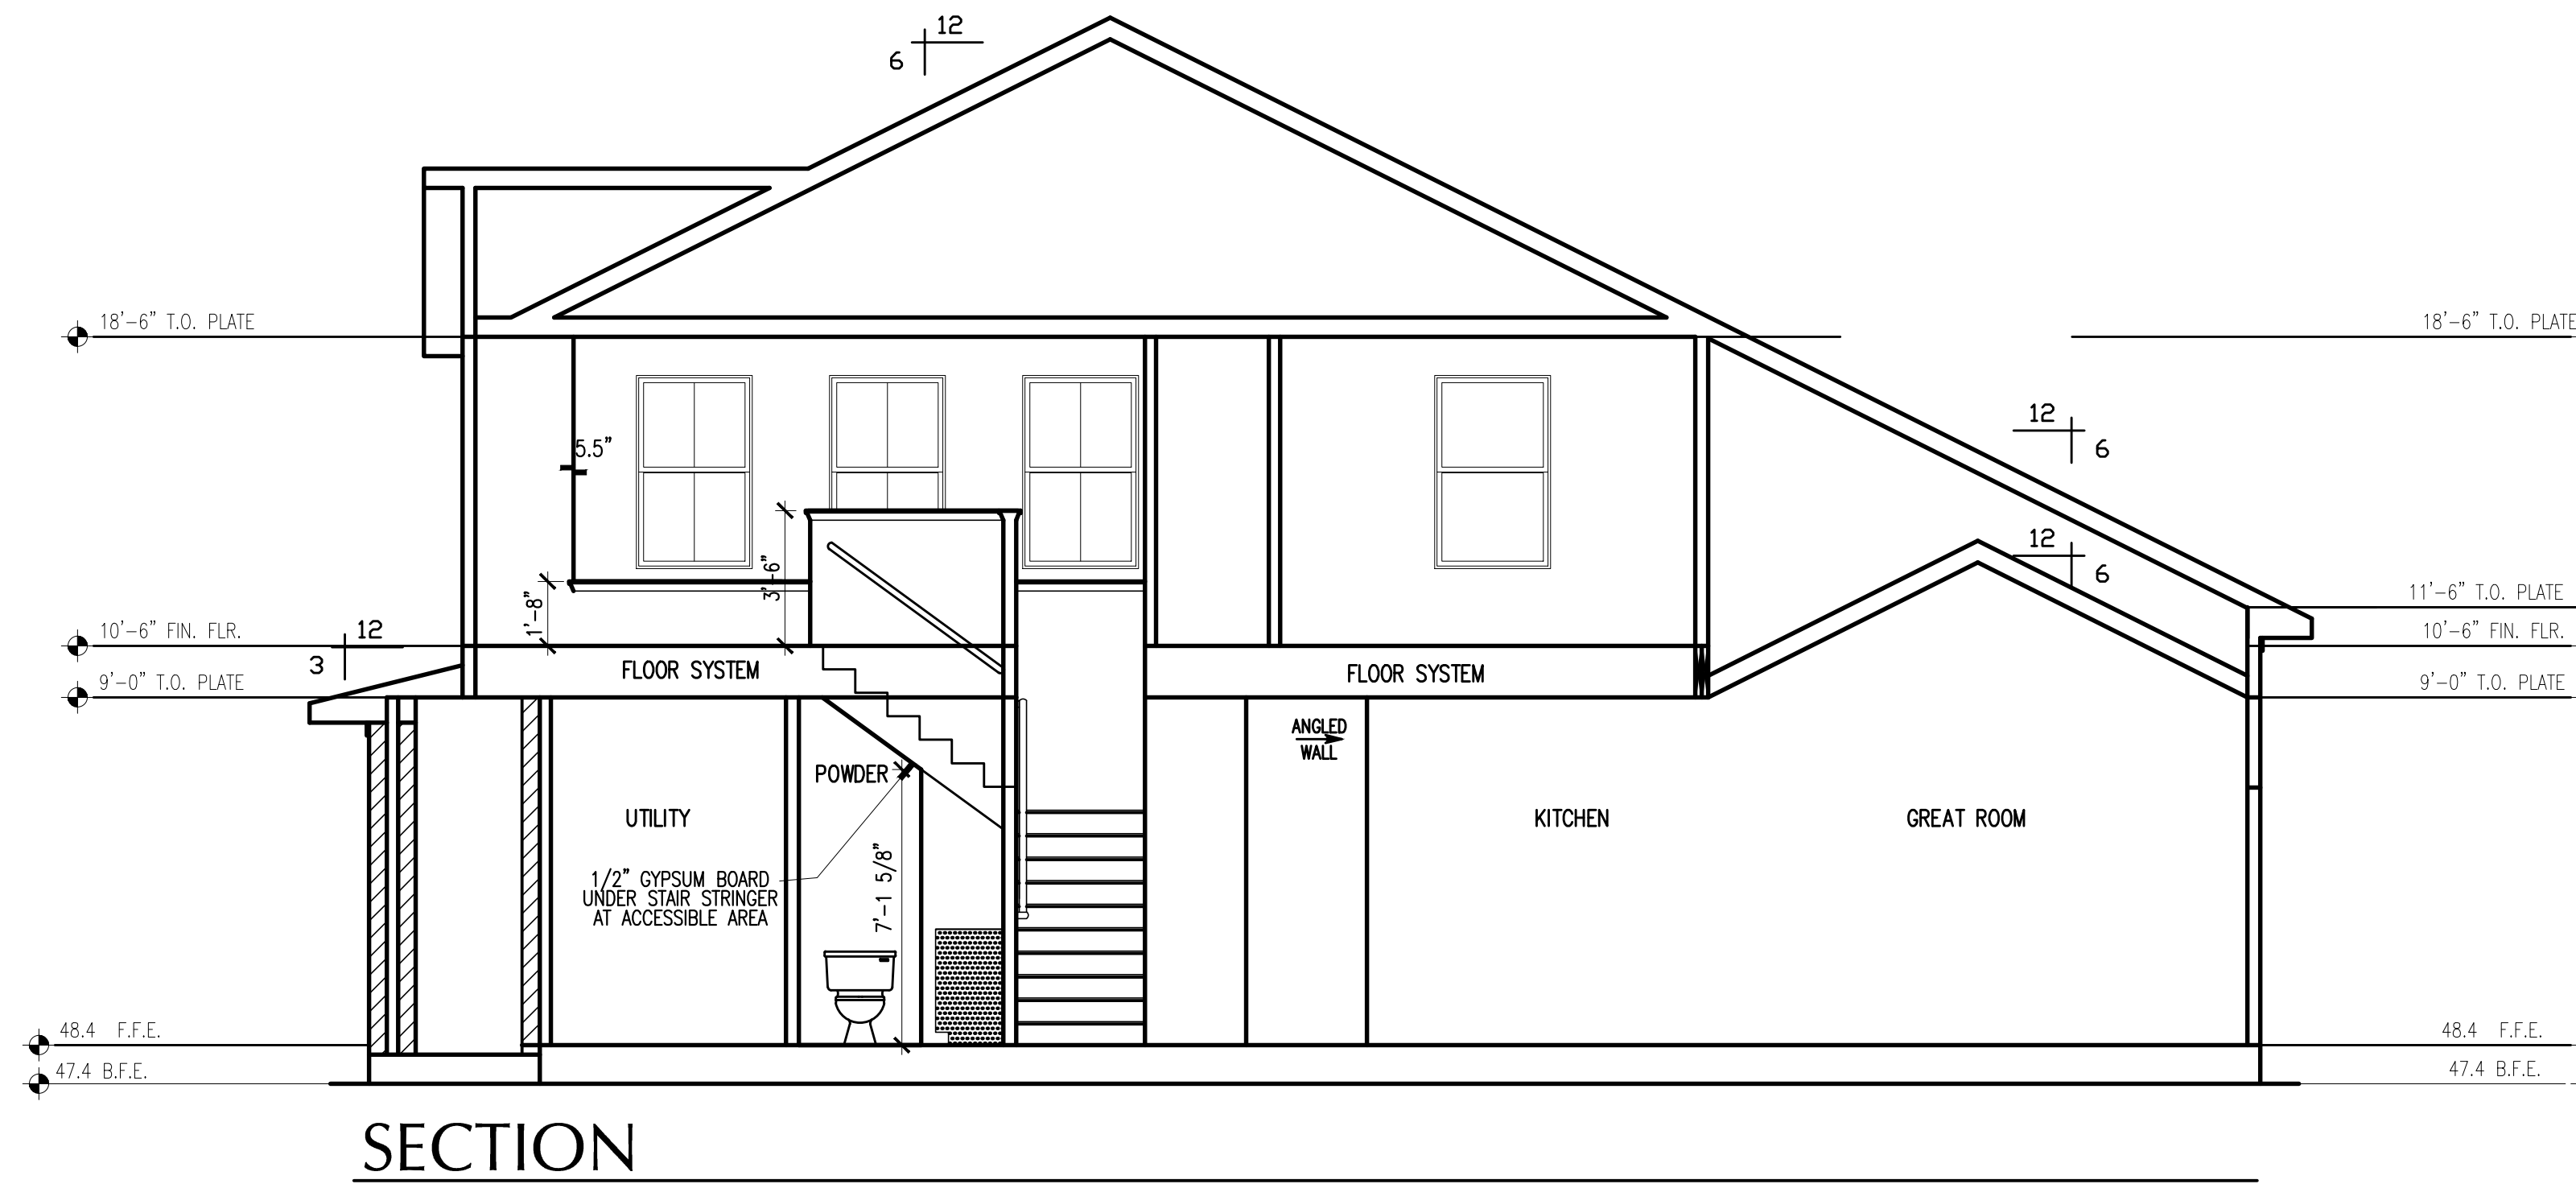 12
6
18'-6" T.O. PLATE
18'-6" T.O. PLATE
12
6
5.5"
12
6
3'-6"
1'-8"
11'-6" T.O. PLATE
10'-6" FIN. FLR.
12
3
10'-6" FIN. FLR.
FLOOR SYSTEM
FLOOR SYSTEM
9'-0" T.O. PLATE
9'-0" T.O. PLATE
ANGLED
WALL
POWDER
UTILITY
KITCHEN
GREAT ROOM
1/2" GYPSUM BOARD
UNDER STAIR STRINGER
AT ACCESSIBLE AREA
7'-1 5/8"
48.4 F.F.E.
48.4 F.F.E.
47.4 B.F.E.
47.4 B.F.E.
SECTION